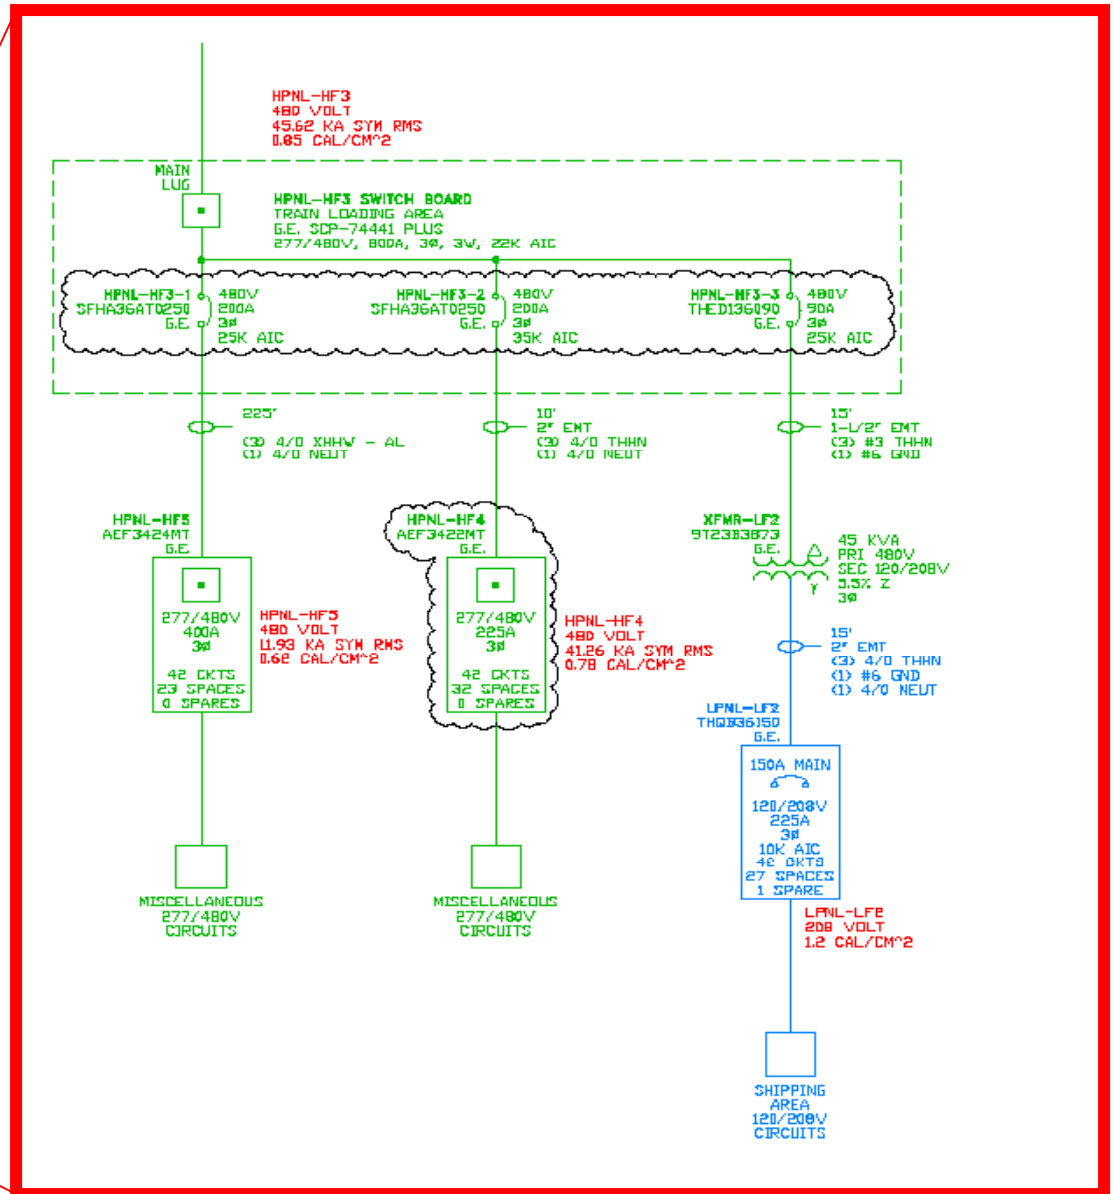 HPNL-HF3
480 VOLT
45.62 KA SYM RMS
0.85 CAL/CM^2
MAIN
LUG
HPNL-HF3 SWITCH BOARD
TRAIN LOADING AREA
G.E. SCP-74441 PLUS
277/480V, 800A, 3Ø, 3W, 22K AIC
HPNL-HF3-1
SFHA36AT0250
G.E.
480V
200A
3Ø
25K AIC
HPNL-HF3-2
SFHA36AT0250
G.E.
480V
200A
3Ø
35K AIC
HPNL-HF3-3
THED136090
G.E.
480V
90A
3Ø
25K AIC
225'
(3) 4/0 XHHW - AL
(1) 4/0 NEUT
10'
2" EMT
(3) 4/0 THHN
(1) 4/0 NEUT
15'
1-1/2" EMT
(3) #3 THHN
(1) #6 GND
HPNL-HF5
AEF3424MT
G.E.
277/480V
400A
3Ø
42 CKTS
23 SPACES
0 SPARES
HPNL-HF5
480 VOLT
11.93 KA SYM RMS
0.62 CAL/CM^2
HPNL-HF4
AEF3422MT
G.E.
277/480V
225A
3Ø
42 CKTS
32 SPACES
0 SPARES
HPNL-HF4
480 VOLT
41.26 KA SYM RMS
0.78 CAL/CM^2
XFMR-LF2
9T23B3873
G.E.
45 KVA
PRI 480V
SEC 120/208V
5.5% Z
3Ø
15'
2" EMT
(3) 4/0 THHN
(1) #6 GND
(1) 4/0 NEUT
LPNL-LF2
THQB36150
G.E.
150A MAIN
120/208V
225A
3Ø
10K AIC
42 CKTS
27 SPACES
1 SPARE
LPNL-LF2
208 VOLT
1.2 CAL/CM^2
MISCELLANEOUS
277/480V
CIRCUITS
MISCELLANEOUS
277/480V
CIRCUITS
SHIPPING
AREA
120/208V
CIRCUITS